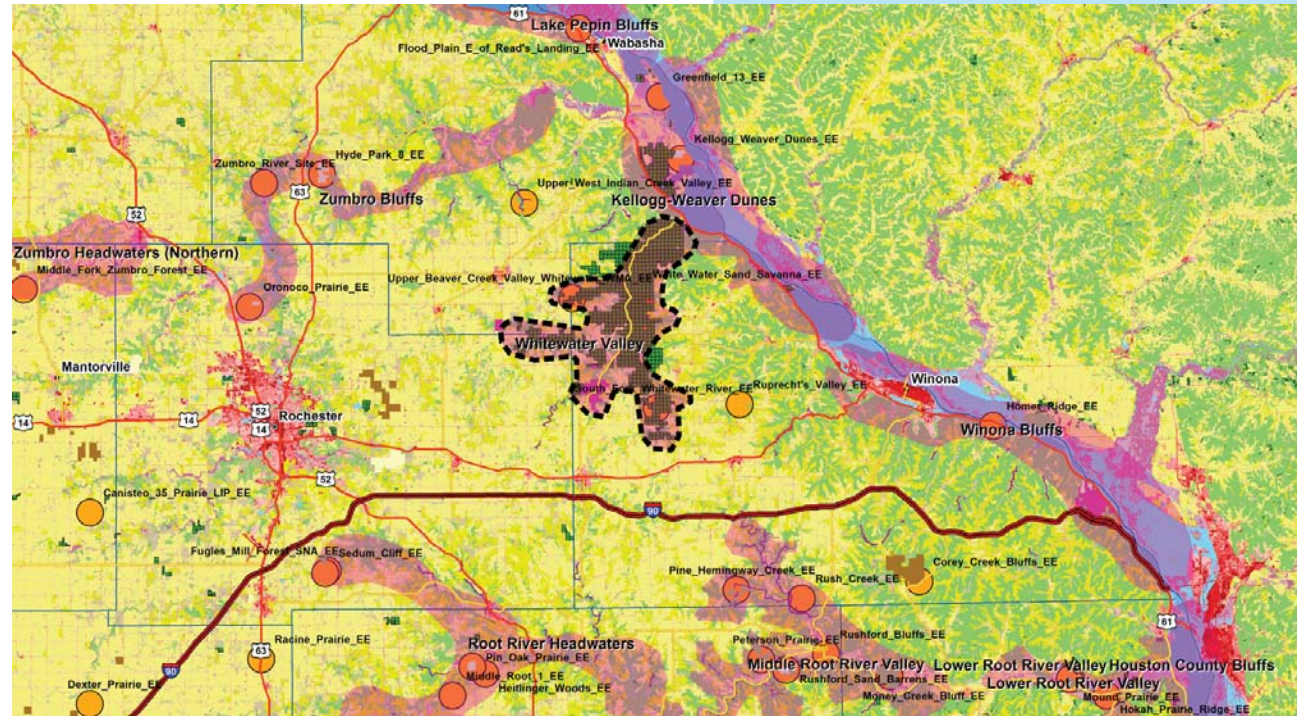 61
Lake Pepin Bluffs
Wabasha
Flood_Plain_E_of_Read's_Landing_EE
Greenfield_13_EE
Kellogg_Weaver_Dunes_EE
Hyde_Park_8_EE
Zumbro_River_Site_EE
Upper_West_Indian_Creek_Valley_EE
63
Zumbro Bluffs
Kellogg-Weaver Dunes
52
Zumbro Headwaters (Northern)
Middle_Fork_Zumbro_Forest_EE
Upper_Beaver_Creek_Valley_Whitewater_WMA_EE
White_Water_Sand_Savanna_EE
Oronoco_Prairie_EE
Whitewater Valley
Mantorville
Winona
South_Fork_Whitewater_River_EE
Ruprecht's_Valley_EE
Homer_Ridge_EE
Winona Bluffs
52
Rochester
14
14
14
52
Canisteo_35_Prairie_LIP_EE
90
Fugles_Mill_Forest_SNA_EE
Sedum_Cliff_EE
Pine_Hemingway_Creek_EE
Rush_Creek_EE
Corey_Creek_Bluffs_EE
61
Racine_Prairie_EE
63
Root River Headwaters
Peterson_Prairie_EE
Rushford_Bluffs_EE
Pin_Oak_Prairie_EE
Middle Root River Valley
Lower Root River Valley
Houston County Bluffs
90
Middle_Root_1_EE
Rushford_Sand_Barrens_EE
Lower Root River Valley
Dexter_Prairie_EE
Heitlinger_Woods_EE
Money_Creek_Bluff_EE
Mound_Prairie_EE
Hokah_Prairie_Ridge_EE